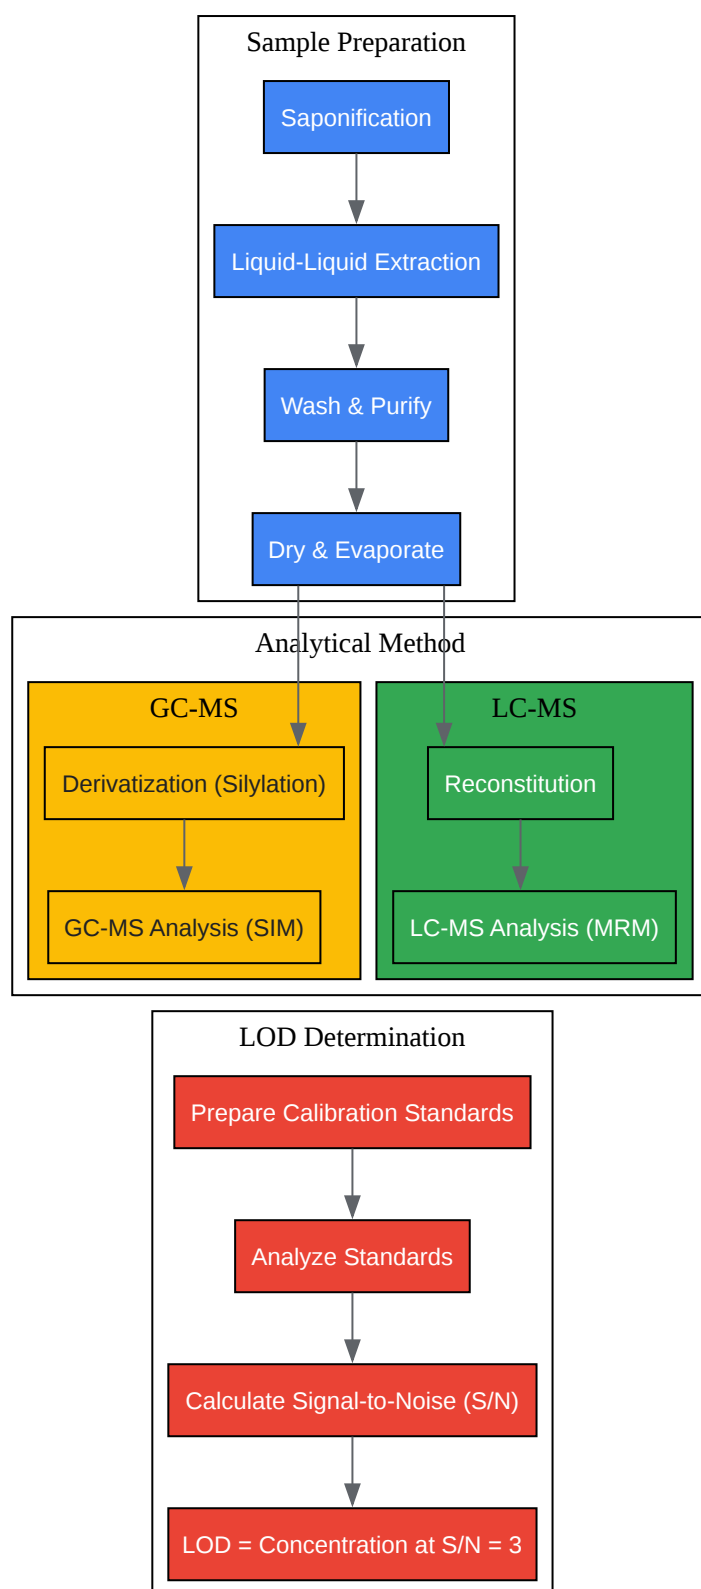 Sample Preparation
Saponification
Liquid-Liquid Extraction
Wash & Purify
Dry & Evaporate
Analytical Method
GC-MS
Derivatization (Silylation)
GC-MS Analysis (SIM)
LC-MS
Reconstitution
LC-MS Analysis (MRM)
LOD Determination
Prepare Calibration Standards
Analyze Standards
Calculate Signal-to-Noise (S/N)
LOD = Concentration at S/N = 3